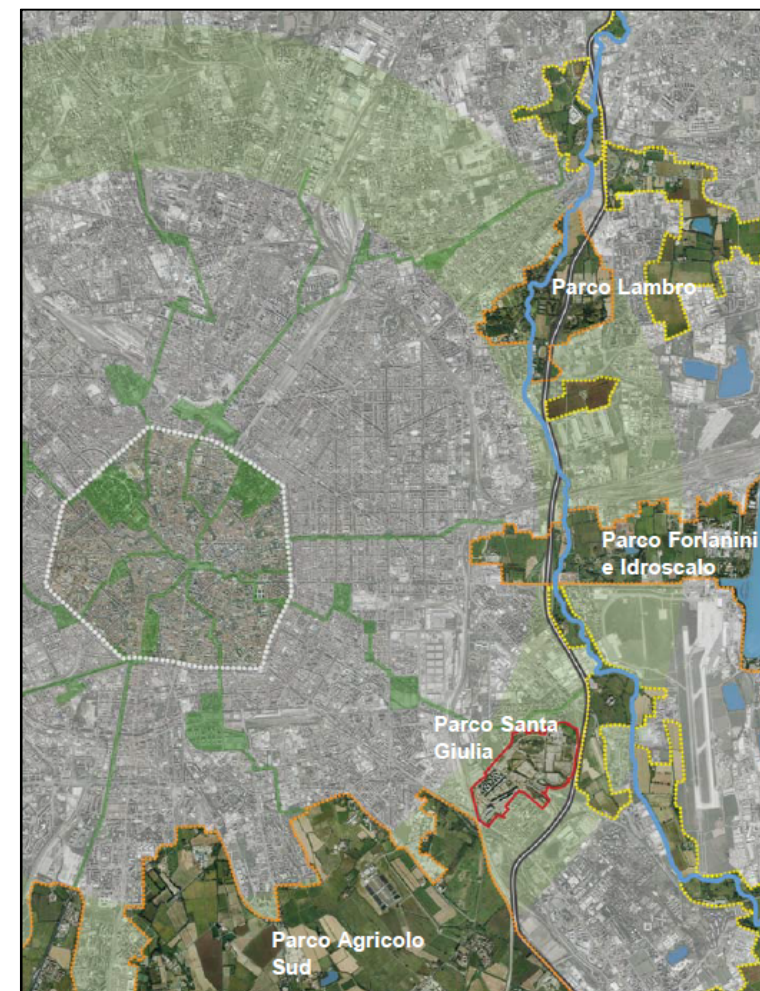 Parco Lambro
Parco Forlanini
e Idroscalo
Parco Santa
Giulia
Parco Agricolo
Sud